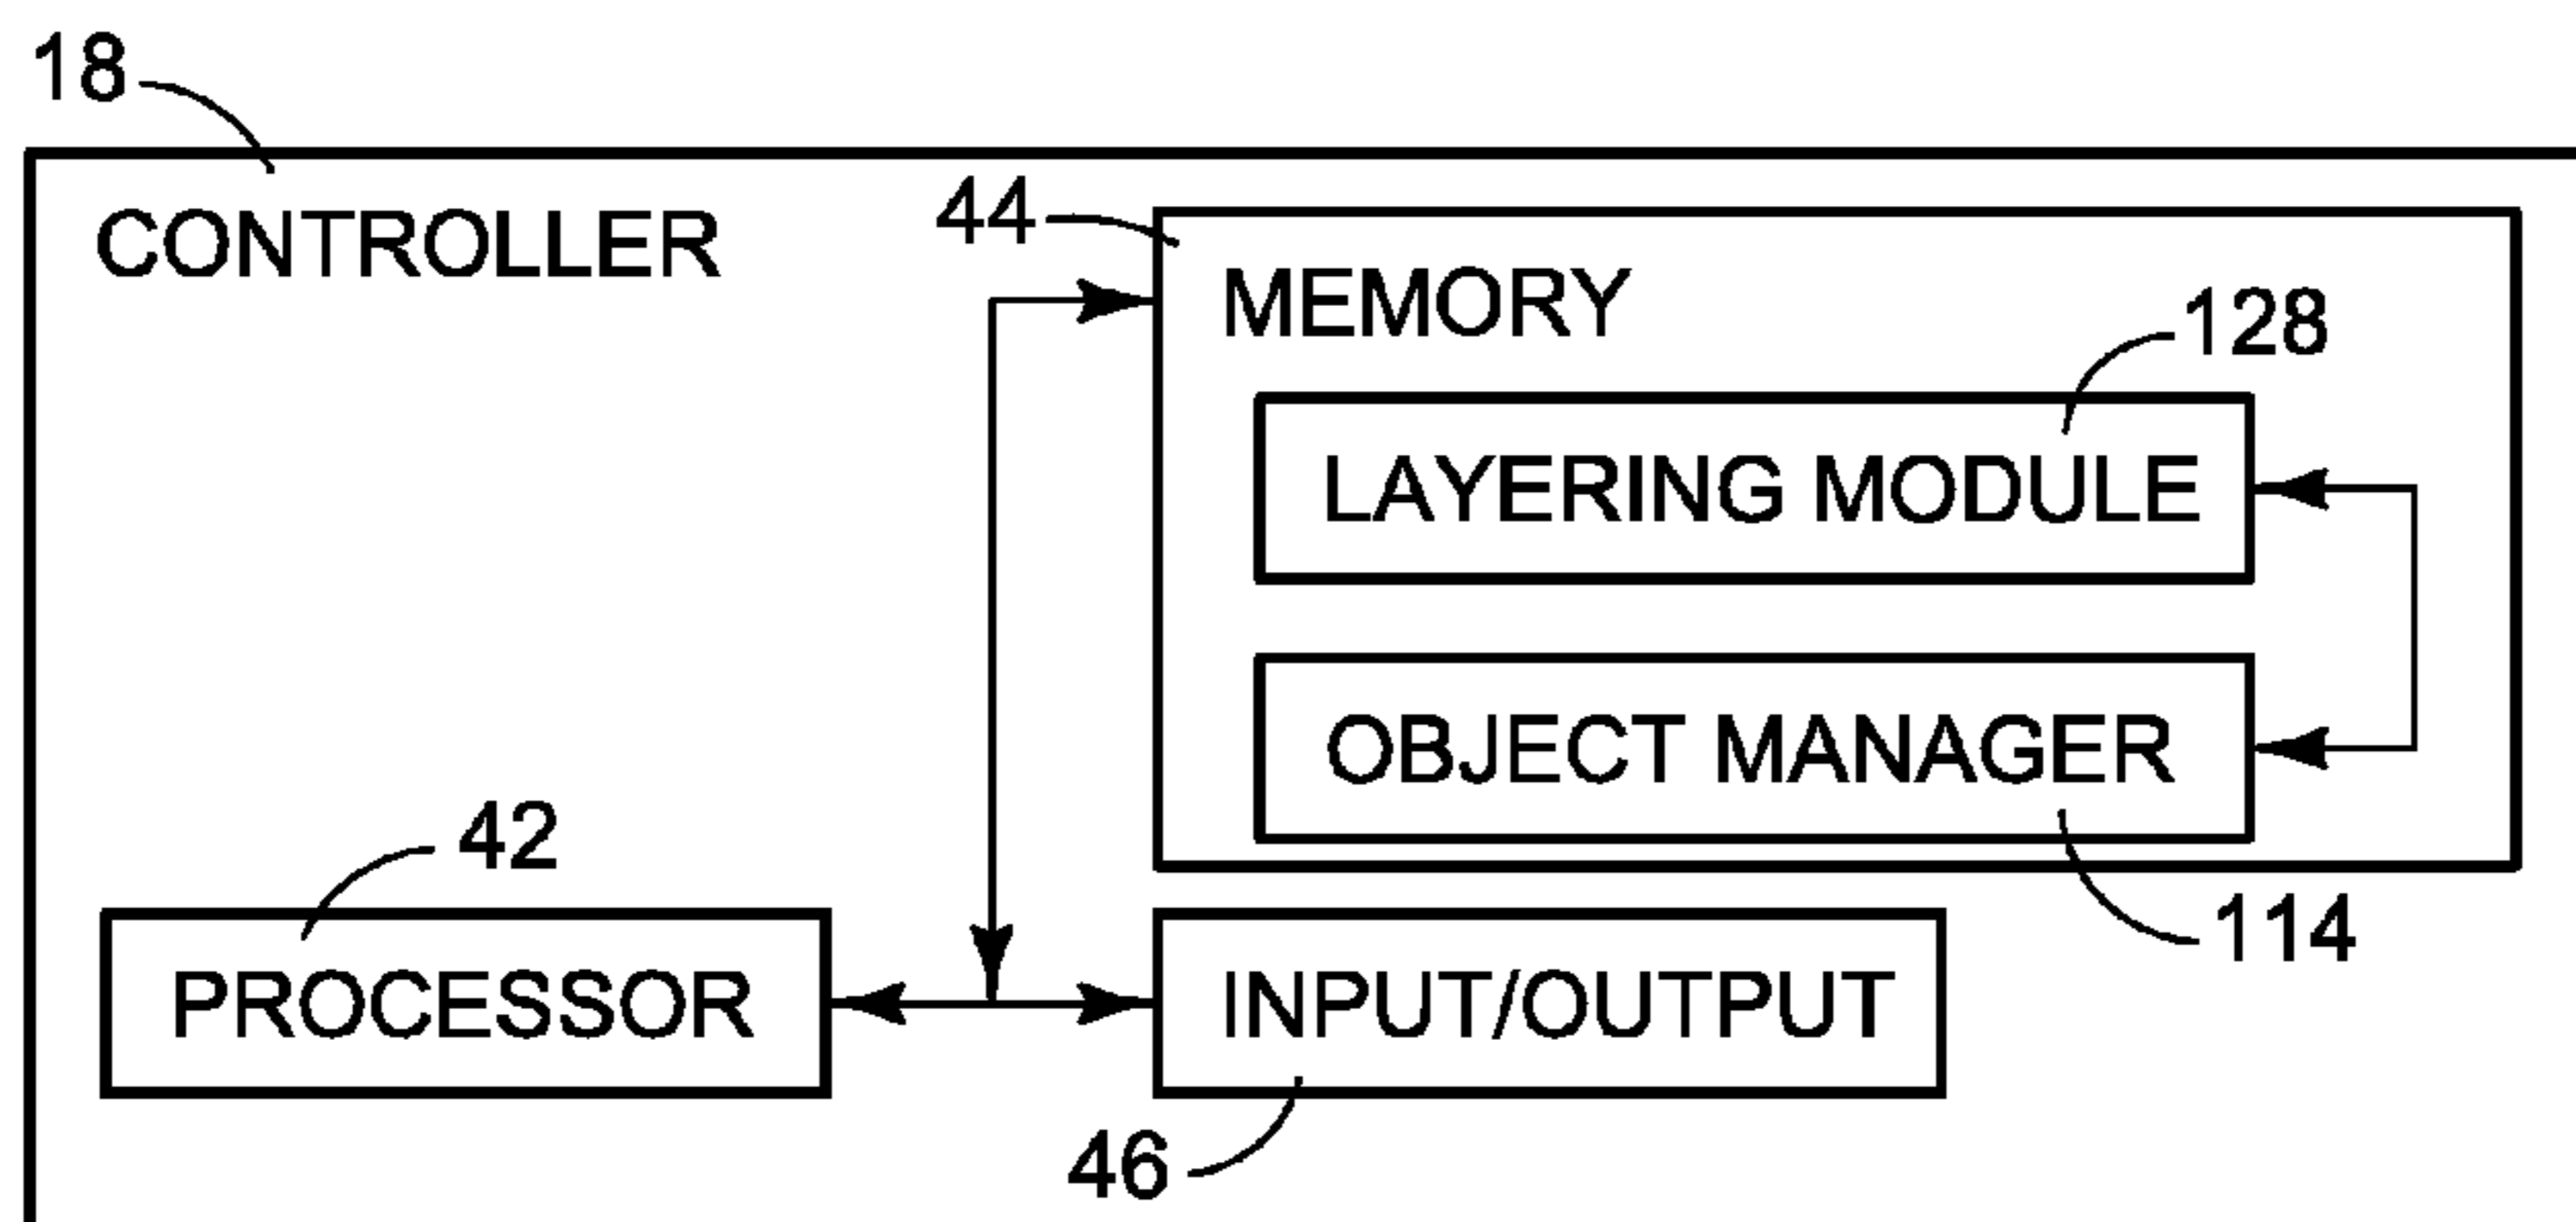 18
CONTROLLER
44
MEMORY
128
LAYERING MODULE
OBJECT MANAGER
42
114
PROCESSOR
INPUT/OUTPUT
46